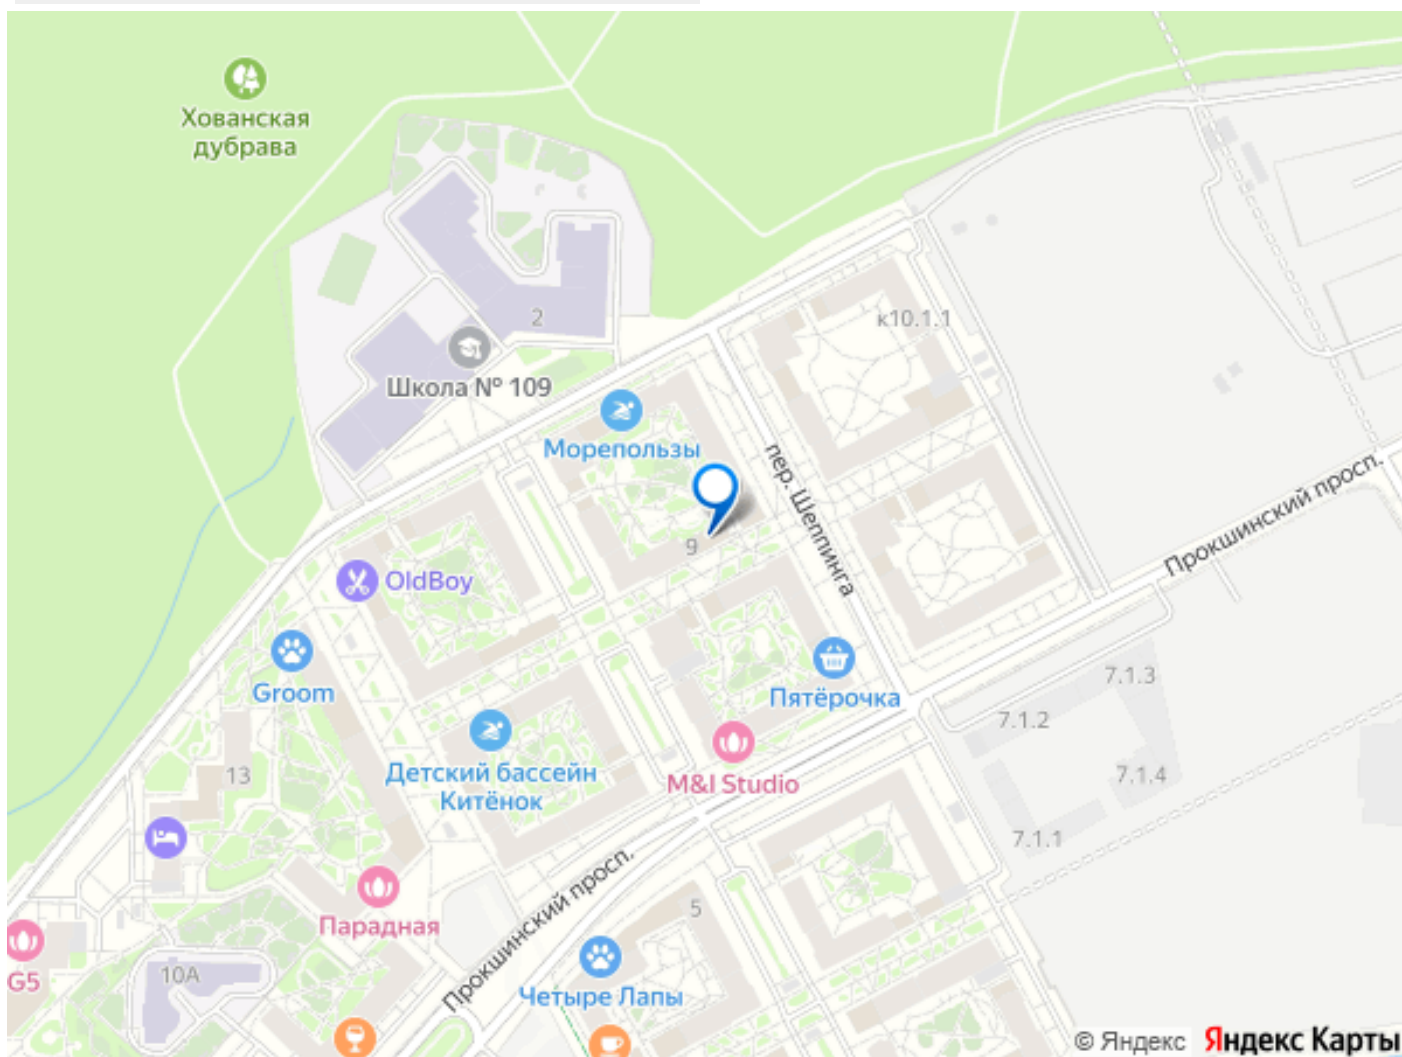 Хованская
дубрава
к10.1.1
2
Школа № 109
Морепользы
пер. Шеппинга
Прокшинский просп.
9
OldBoy
Groom
Пятёрочка
7.1.3
7.1.2
M&I Studio
7.1.4
Детский бассейн
Китёнок
13
7.1.1
Прокшинский просп.
5
Парадная
G5
10А
Четыре Лапы
© Яндекс Яндекс Карты